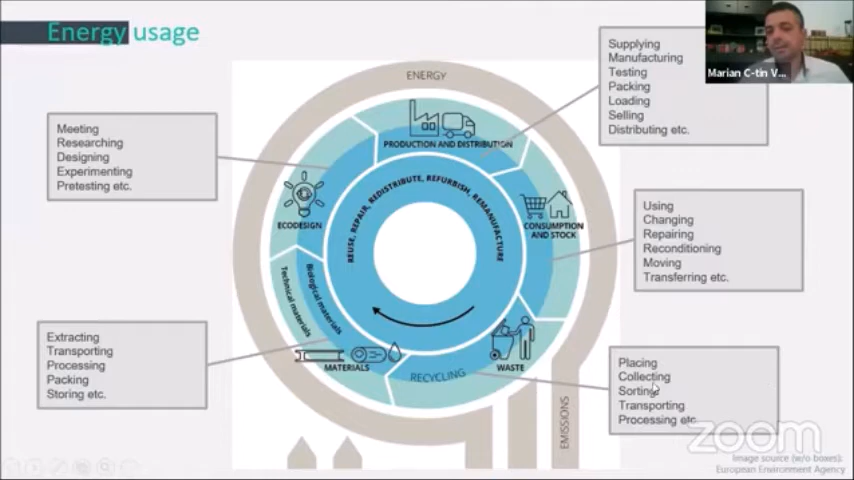 Energy usage
Marian C-tin V...
Supplying
Manufacturing
Testing
Packing
Loading
Selling
Distributing etc.
ENERGY
Meeting
Researching
Designing
Experimenting
Pretesting etc.
PRODUCTION AND DISTRIBUTION
REUSE, REPAIR, REDISTRIBUTE, REFURBISH, REMANUFACTURE
ECODESIGN
CONSUMPTION
AND STOCK
Using
Changing
Repairing
Reconditioning
Moving
Transferring etc.
Technical materials
Biological materials
Extracting
Transporting
Processing
Packing
Storing etc.
MATERIALS
RECYCLING
WASTE
EMISSIONS
Placing
Collecting
Sorting
Transporting
Processing etc.
zoom
Image source (w/o boxes):
European Environment Agency